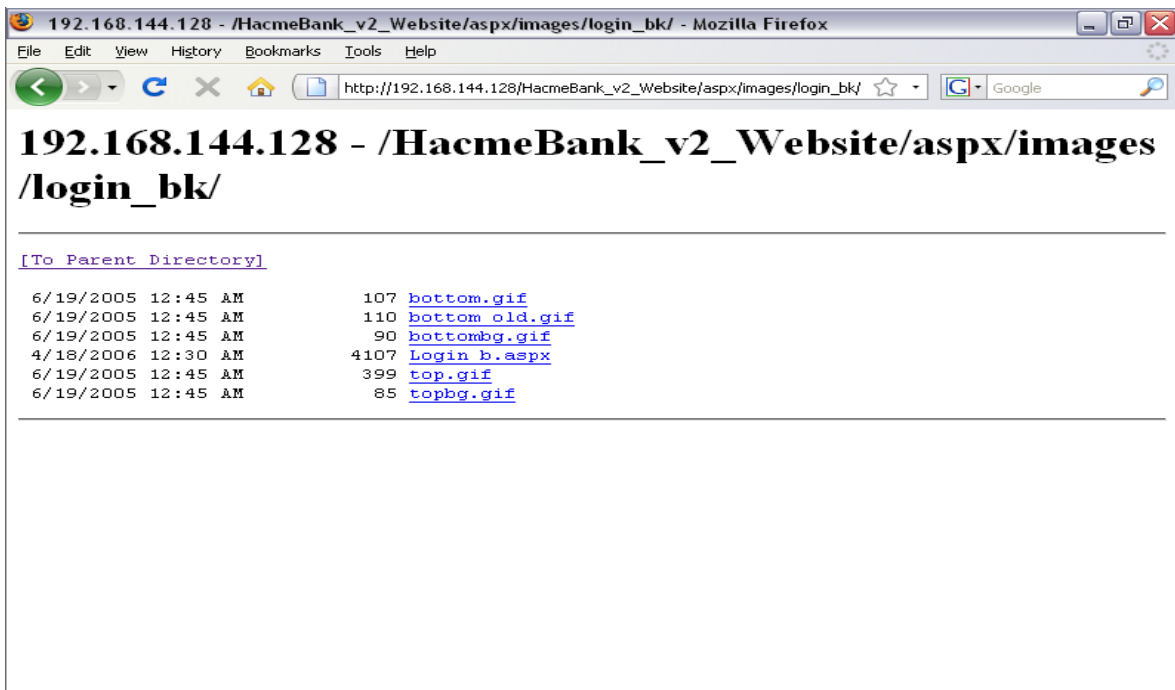 192.168.144.128 - /HacmeBank_v2_Website/aspx/images/login_bk/ - Mozilla Firefox
File Edit View History Bookmarks Tools Help
http://192.168.144.128/HacmeBank_v2_Website/aspx/images/login_bk/ G Google
192.168.144.128 - /HacmeBank_v2_Website/aspx/images
/login_bk/
[To Parent Directory]
6/19/2005 12:45 AM 107 bottom.gif
6/19/2005 12:45 AM 110 bottom old.gif
6/19/2005 12:45 AM 90 bottombg.gif
4/18/2006 12:30 AM 4107 Login b.aspx
6/19/2005 12:45 AM 399 top.gif
6/19/2005 12:45 AM 85 topbg.gif